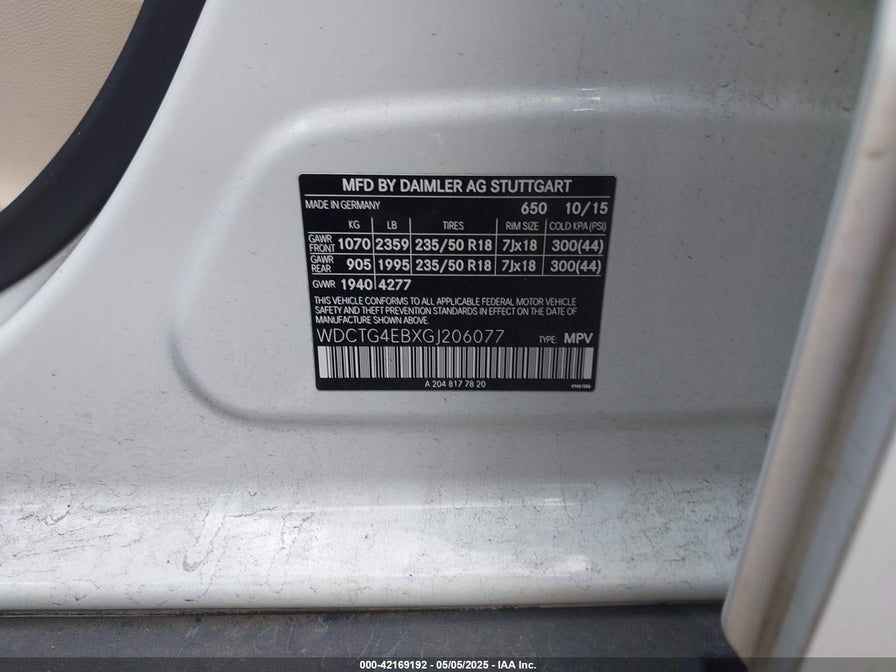 MFD BY DAIMLER AG STUTTGART
MADE IN GERMANY 650 10/15
KG LB TIRES RIM SIZE COLD KPA (PSI)
GAWR FRONT 1070 2359 235/50 R18 7Jx18 300(44)
GAWR REAR 905 1995 235/50 R18 7Jx18 300(44)
GWR 1940 4277
THIS VEHICLE CONFORMS TO ALL APPLICABLE FEDERAL MOTOR VEHICLE
SAFETY AND THEFT PREVENTION STANDARDS IN EFFECT ON THE DATE OF
MANUFACTURE SHOWN ABOVE.
WDCTG4EBXGJ206077 TYPE: MPV
A 204 817 78 20
000-42169192 — 05/05/2025 — IAA Inc.